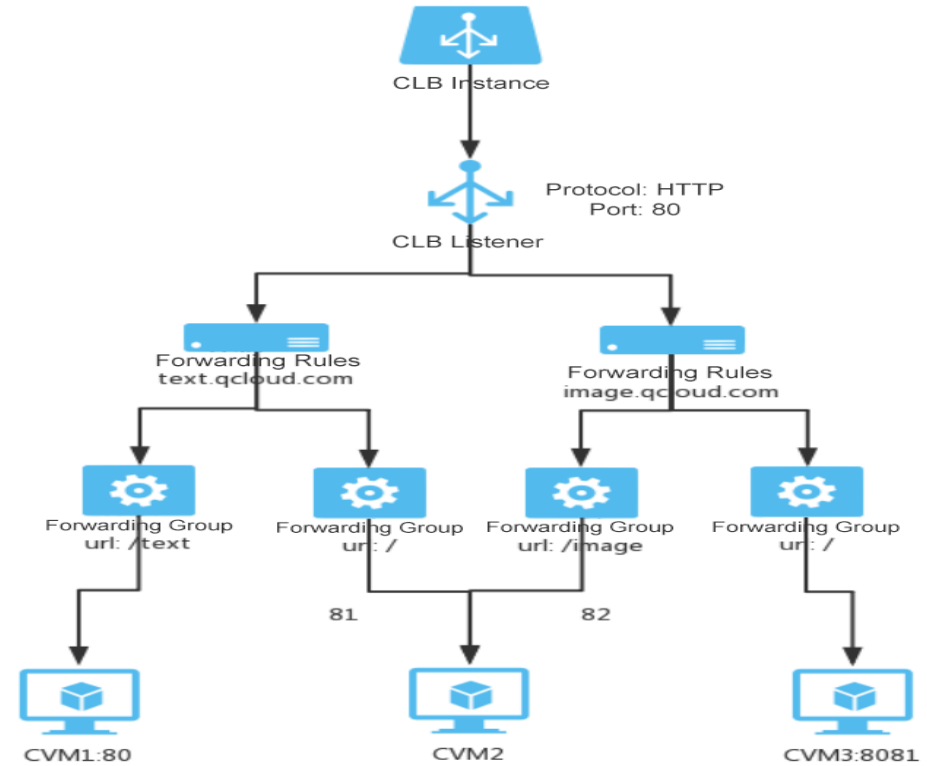 CLB Instance
Protocol: HTTP
Port: 80
CLB Listener
Forwarding Rules
text.qcloud.com
Forwarding Rules
image.qcloud.com
Forwarding Group
url: /text
Forwarding Group
url: /
Forwarding Group
url: /image
Forwarding Group
url: /
81
82
CVM1:80
CVM2
CVM3:8081